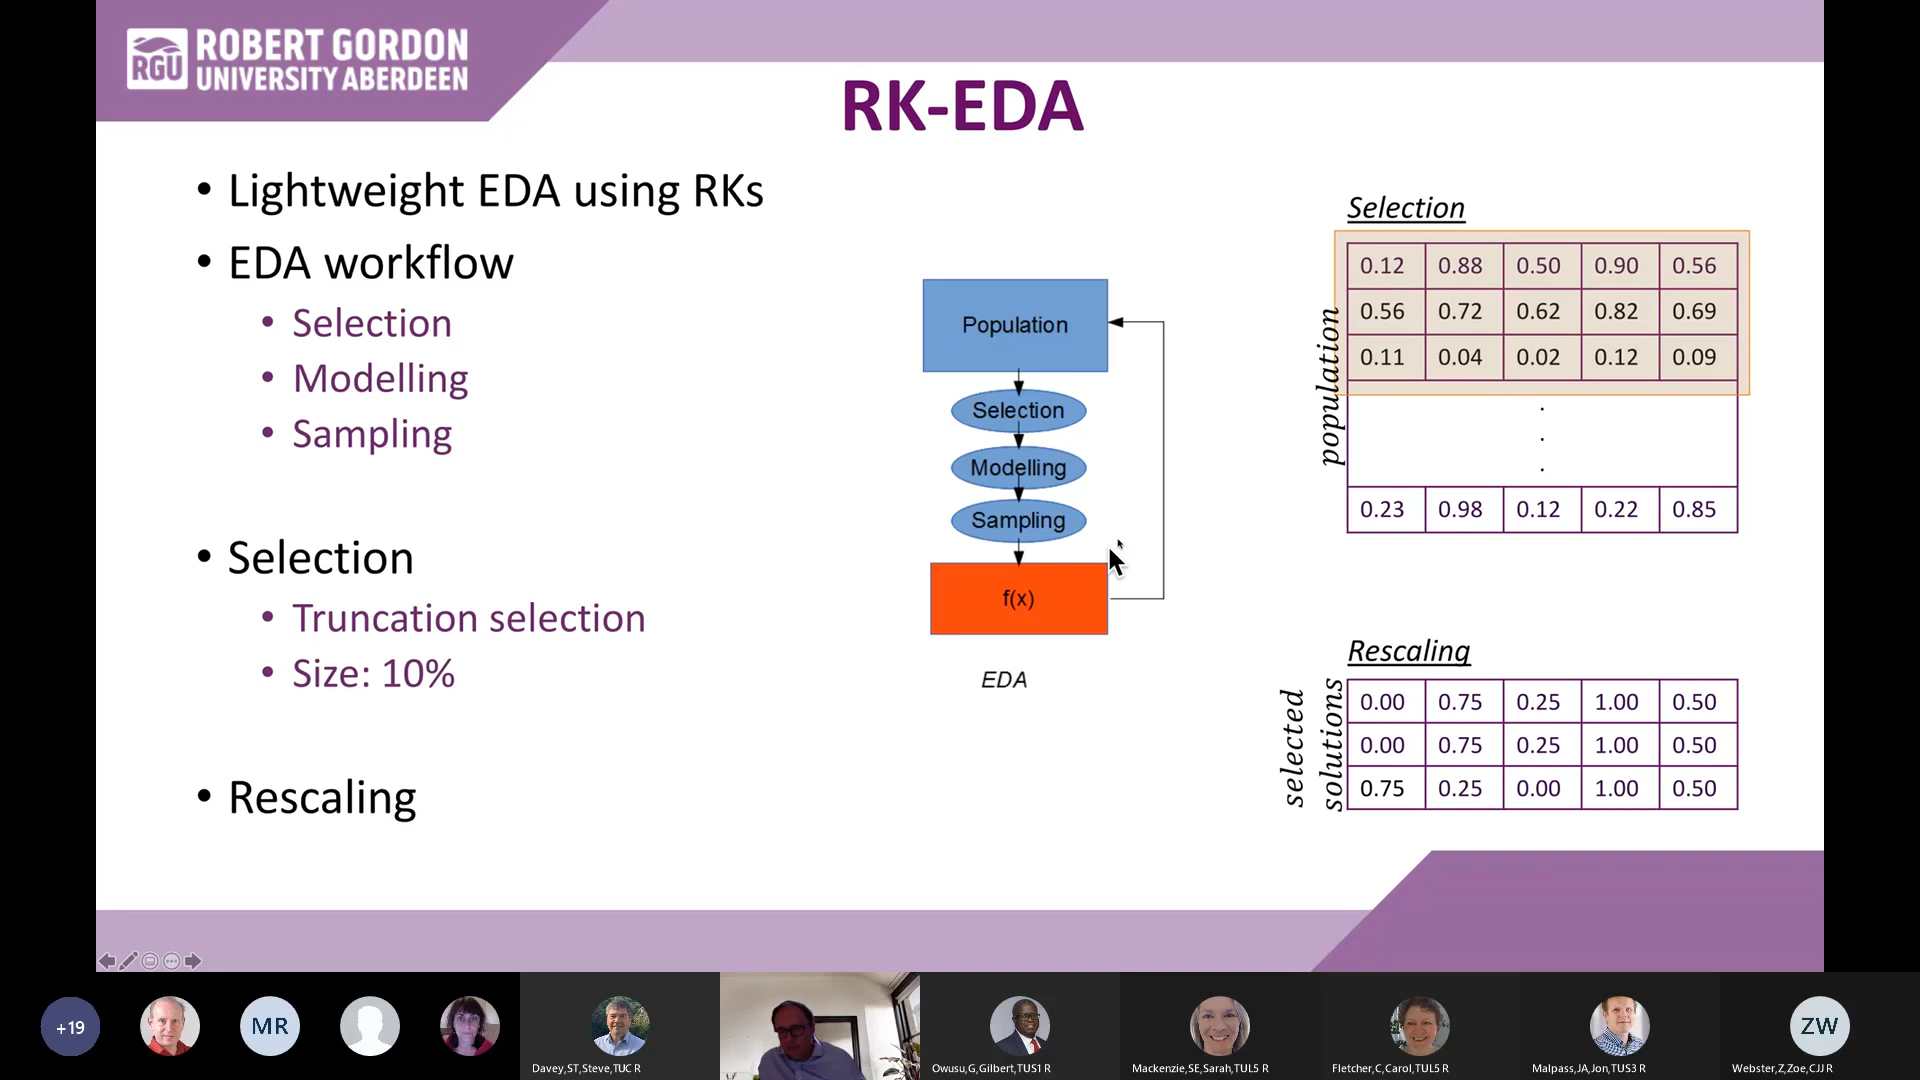 ROBERT GORDON
UNIVERSITY ABERDEEN
RGU
RK-EDA
• Lightweight EDA using RKs
• EDA workflow
• Selection
• Modelling
• Sampling
• Selection
• Truncation selection
• Size: 10%
• Rescaling
Population
Selection
Modelling
Sampling
f(x)
EDA
Selection
population
0.12 0.88 0.50 0.90 0.56
0.56 0.72 0.62 0.82 0.69
0.11 0.04 0.02 0.12 0.09
.
.
.
0.23 0.98 0.12 0.22 0.85
Rescaling
selected
solutions
0.00 0.75 0.25 1.00 0.50
0.00 0.75 0.25 1.00 0.50
0.75 0.25 0.00 1.00 0.50
+19
MR
Davey,ST,Steve,TUC R
Owusu,G,Gilbert,TUS1 R
Mackenzie,SE,Sarah,TUL5 R
Fletcher,C,Carol,TUL5 R
Malpass,JA,Jon,TUS3 R
ZW
Webster,Z,Zoe,CJJ R